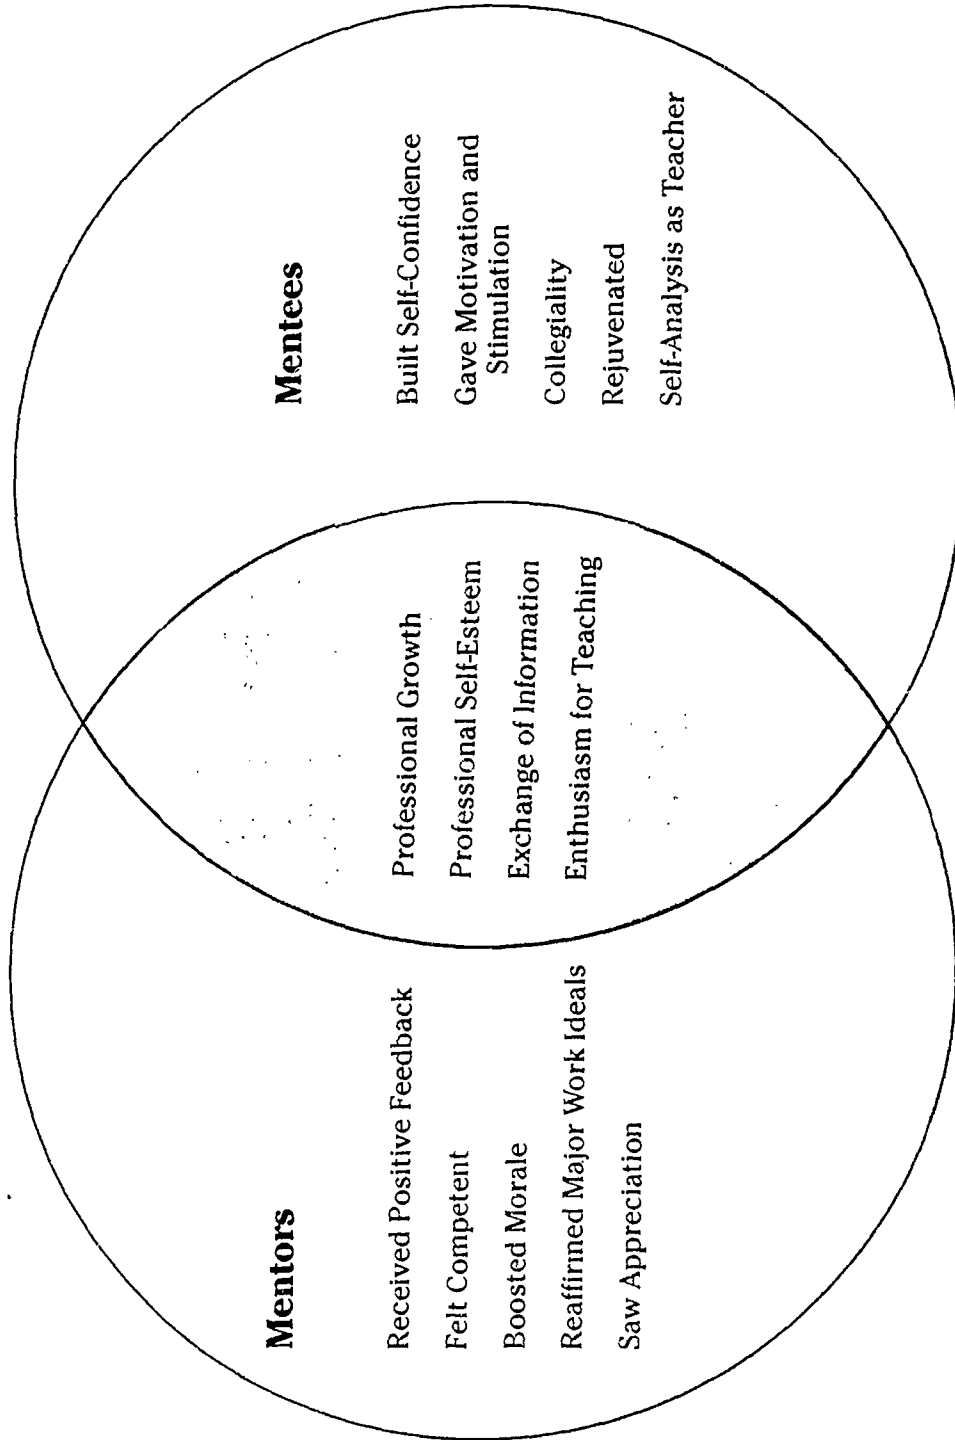 Mentors
Received Positive Feedback
Felt Competent
Boosted Morale
Reaffirmed Major Work Ideals
Saw Appreciation
Professional Growth
Professional Self-Esteem
Exchange of Information
Enthusiasm for Teaching
Mentees
Built Self-Confidence
Gave Motivation and
Stimulation
Collegiality
Rejuvenated
Self-Analysis as Teacher